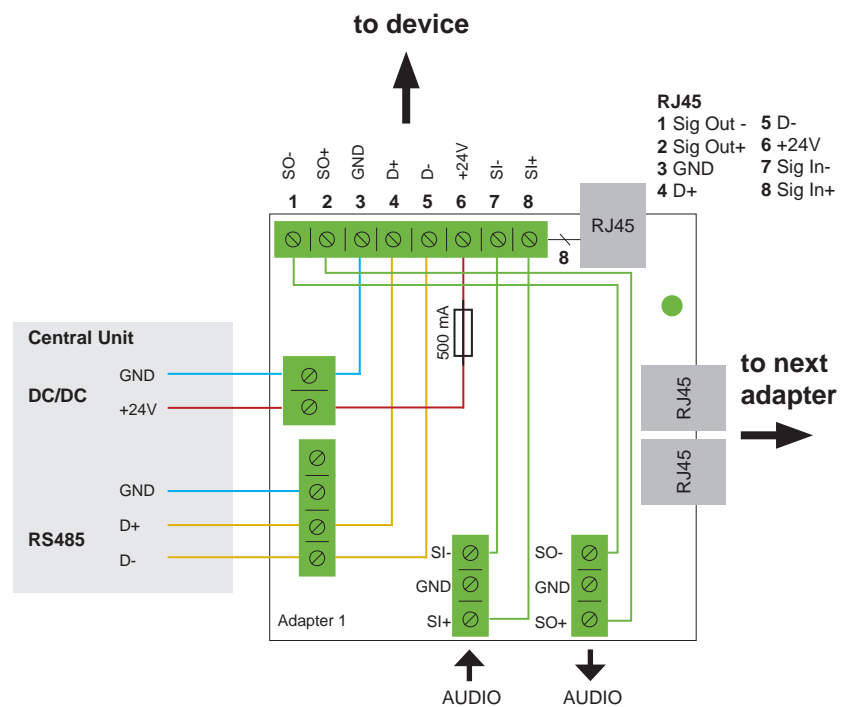 to device
RJ45
1 Sig Out - 5 D-
2 Sig Out+ 6 +24V
3 GND 7 Sig In-
4 D+ 8 Sig In+
SO- SO+ GND D+ D- +24V SI- SI+
1 2 3 4 5 6 7 8
RJ45
8
500 mA
Central Unit
DC/DC
GND
+24V
to next
adapter
RJ45
RJ45
RS485
GND
D+
D-
SI-
GND
SI+
SO-
GND
SO+
Adapter 1
AUDIO AUDIO